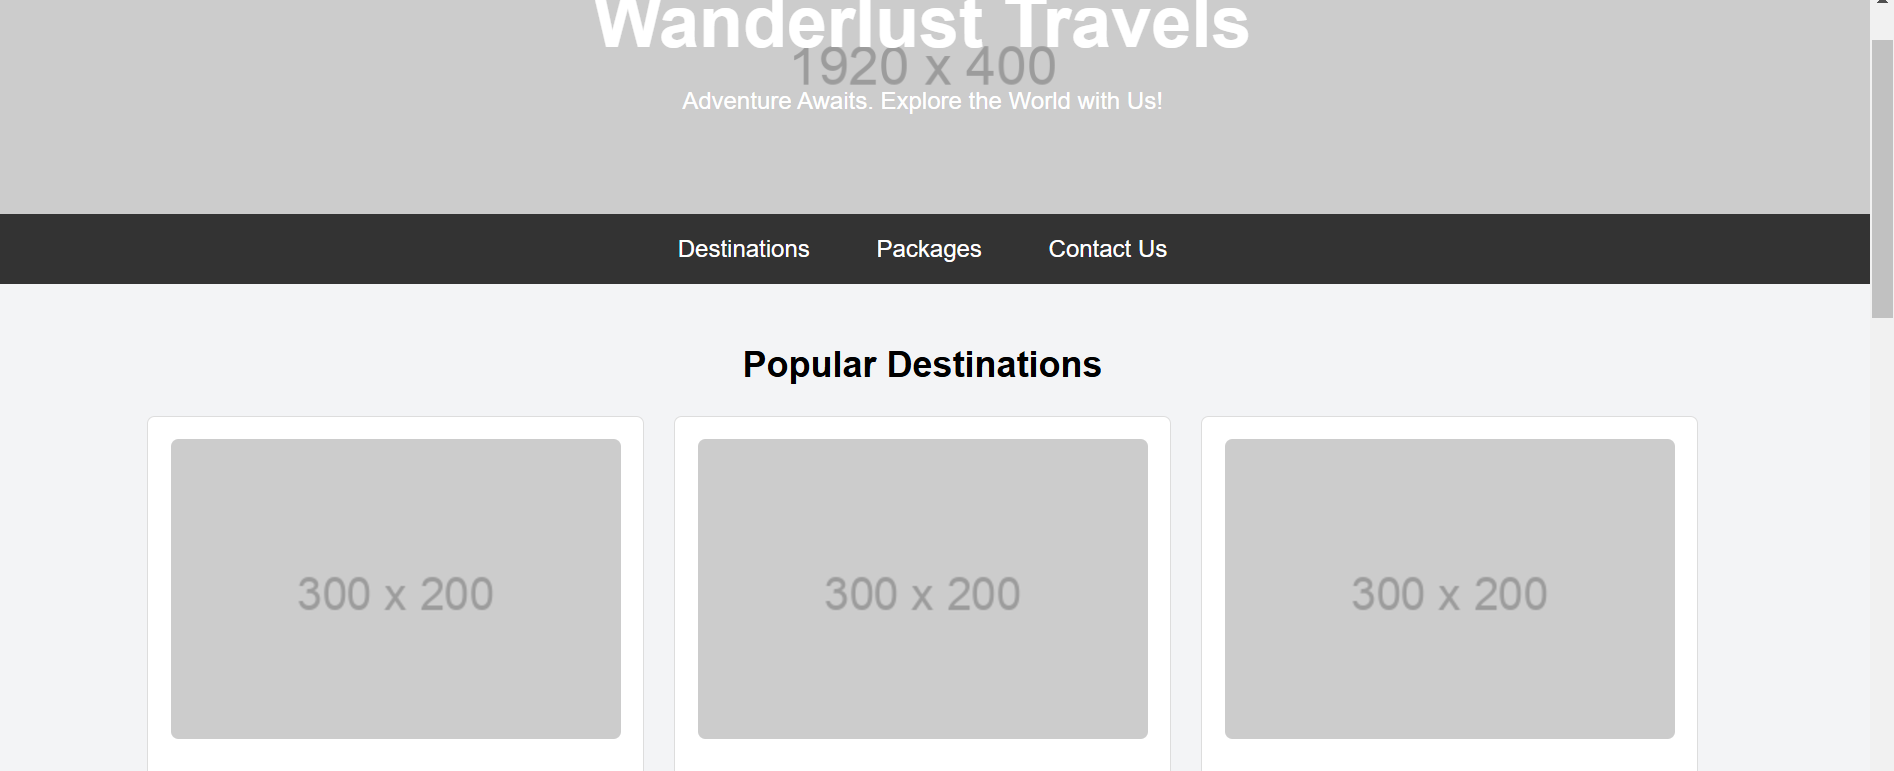 Wanderlust Travels
1920 x 400
Adventure Awaits. Explore the World with Us!
Destinations Packages Contact Us
Popular Destinations
300 x 200 300 x 200 300 x 200